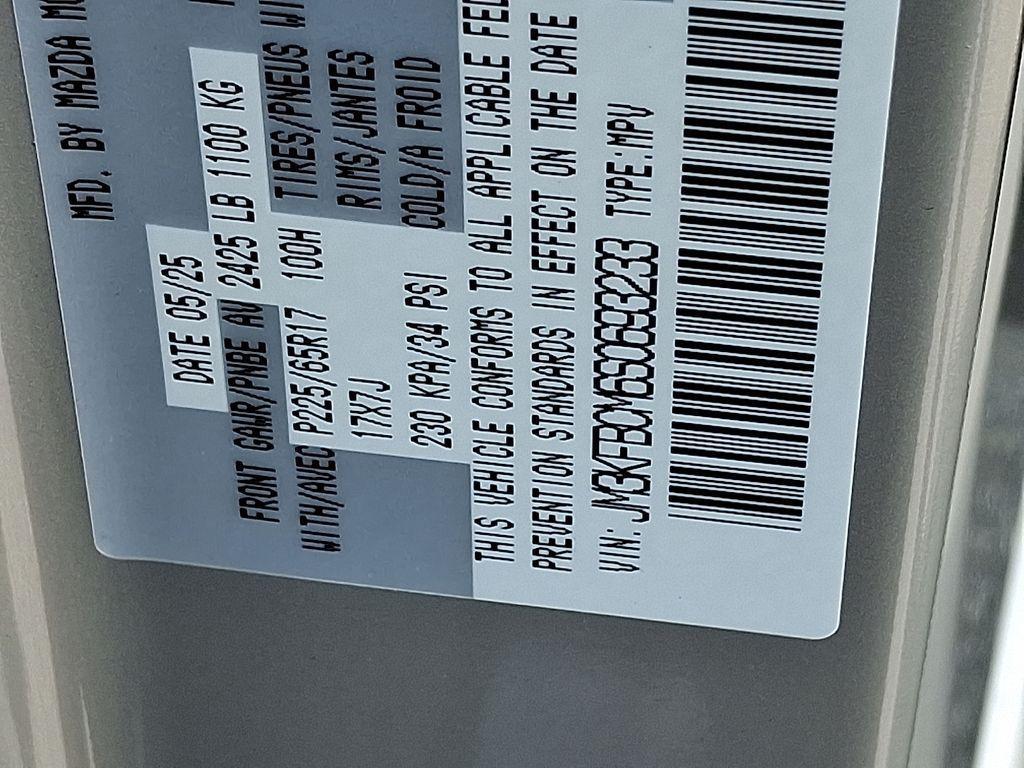 MFD. BY MAZDA
DATE 05/25
FRONT GAWR/PNBE AV 2425 LB 1100 KG
WITH/AVEC P225/65R17 100H TIRES/PNEUS
17X7J RIMS/JANTES
230 KPA/34 PSI COLD/A FROID
THIS VEHICLE CONFORMS TO ALL APPLICABLE
PREVENTION STANDARDS IN EFFECT ON THE DATE
VIN: JM3KFBCM6S0693233 TYPE:MPV